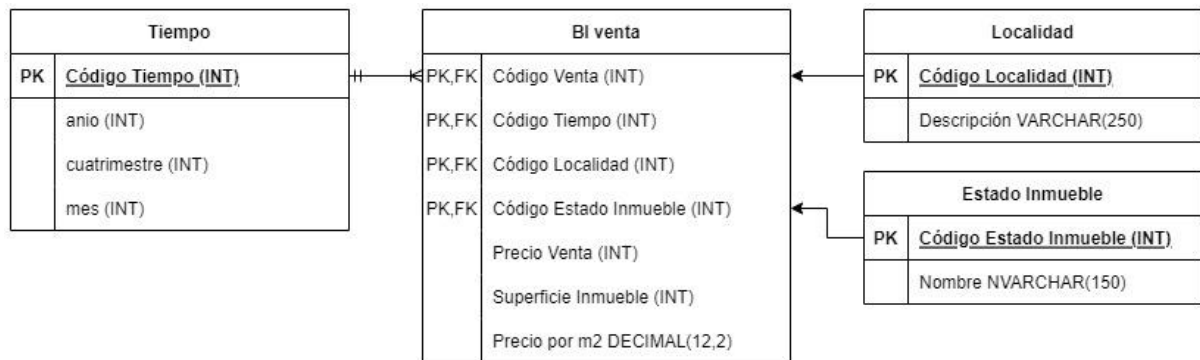 Tiempo
PK Código Tiempo (INT)
anio (INT)
cuatrimestre (INT)
mes (INT)
BI venta
PK,FK Código Venta (INT)
PK,FK Código Tiempo (INT)
PK,FK Código Localidad (INT)
PK,FK Código Estado Inmueble (INT)
Precio Venta (INT)
Superficie Inmueble (INT)
Precio por m2 DECIMAL(12,2)
Localidad
PK Código Localidad (INT)
Descripción VARCHAR(250)
Estado Inmueble
PK Código Estado Inmueble (INT)
Nombre NVARCHAR(150)